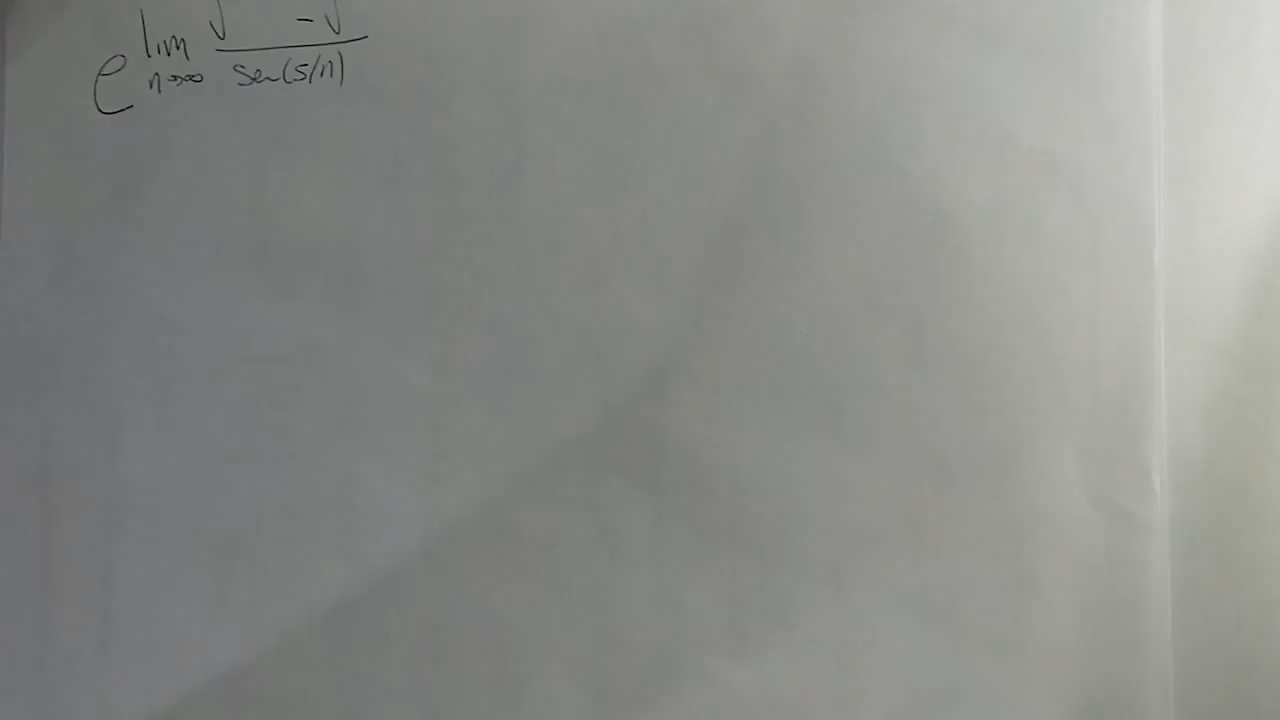 lim √ - √
e n→∞ sen(5/n)